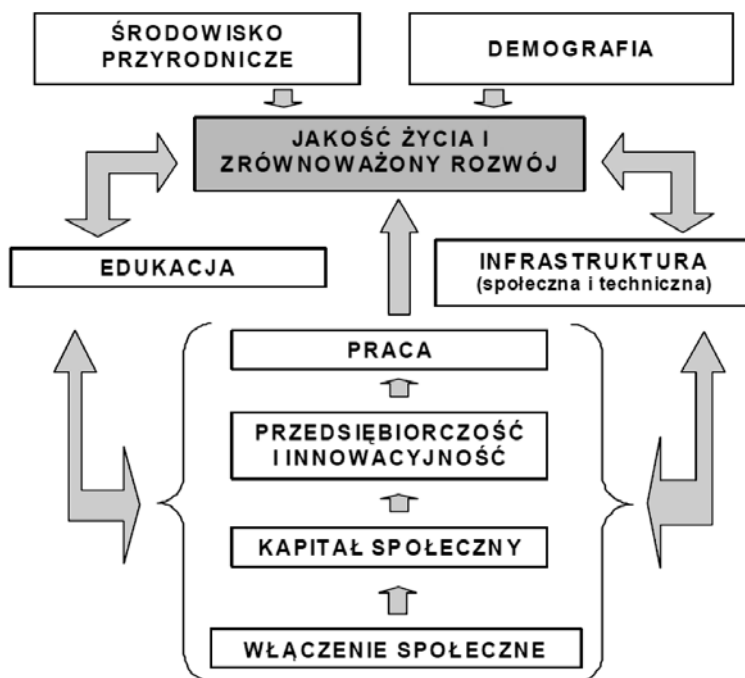 ŚRODOWISKO
PRZYRODNICZE
DEMOGRAFIA
JAKOŚĆ ŻYCIA I
ZRÓWNOWAŻONY ROZWÓJ
EDUKACJA
INFRASTRUKTURA
(społeczna i techniczna)
PRACA
PRZEDSIĘBIORCZOŚĆ
I INNOWACYJNOŚĆ
KAPITAŁ SPOŁECZNY
WŁĄCZENIE SPOŁECZNE